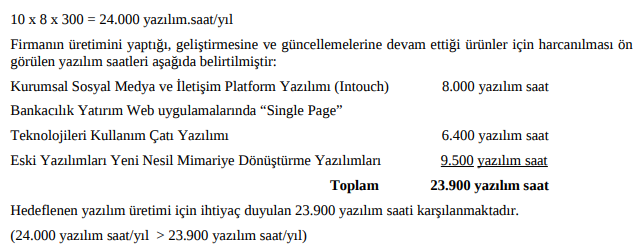 10 x 8 x 300 = 24.000 yazılım.saat/yıl
Firmanın üretimini yaptığı, geliştirmesine ve güncellemelerine devam ettiği ürünler için harcanılması ön
görülen yazılım saatleri aşağıda belirtilmiştir:
Kurumsal Sosyal Medya ve İletişim Platform Yazılımı (Intouch) 8.000 yazılım saat
Bankacılık Yatırım Web uygulamalarında “Single Page”
Teknolojileri Kullanım Çatı Yazılımı 6.400 yazılım saat
Eski Yazılımları Yeni Nesil Mimariye Dönüştürme Yazılımları 9.500 yazılım saat
Toplam 23.900 yazılım saat
Hedeflenen yazılım üretimi için ihtiyaç duyulan 23.900 yazılım saati karşılanmaktadır.
(24.000 yazılım saat/yıl > 23.900 yazılım saat/yıl)